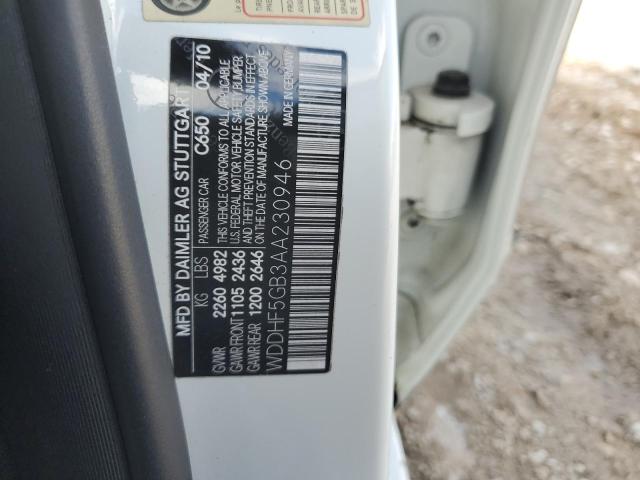 MFD BY DAIMLER AG STUTTGART
PASSENGER CAR C650 04/10
KG LBS
GVWR 2260 4982
GAWR FRONT 1105 2436
GAWR REAR 1200 2646
THIS VEHICLE CONFORMS TO ALL APPLICABLE
U.S. FEDERAL MOTOR VEHICLE SAFETY, BUMPER
AND THEFT PREVENTION STANDARDS IN EFFECT
ON DATE OF MANUFACTURE SHOWN ABOVE
MADE IN GERMANY
WDDHF5GB3AA230946